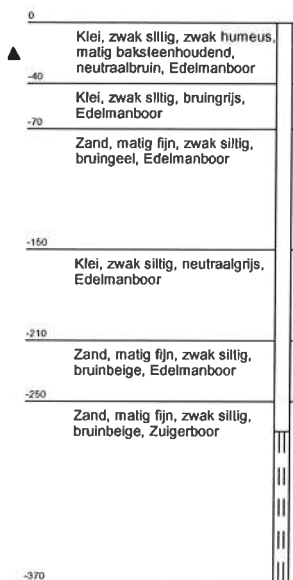 0
Klei, zwak siltig, zwak humeus,
matig baksteenhoudend,
neutraalbruin, Edelmanboor
-40
Klei, zwak siltig, bruingrijs,
Edelmanboor
-70
Zand, matig fijn, zwak siltig,
bruingeel, Edelmanboor
-150
Klei, zwak siltig, neutraalgrijs,
Edelmanboor
-210
Zand, matig fijn, zwak siltig,
bruinbeige, Edelmanboor
-250
Zand, matig fijn, zwak siltig,
bruinbeige, Zuigerboor
-370